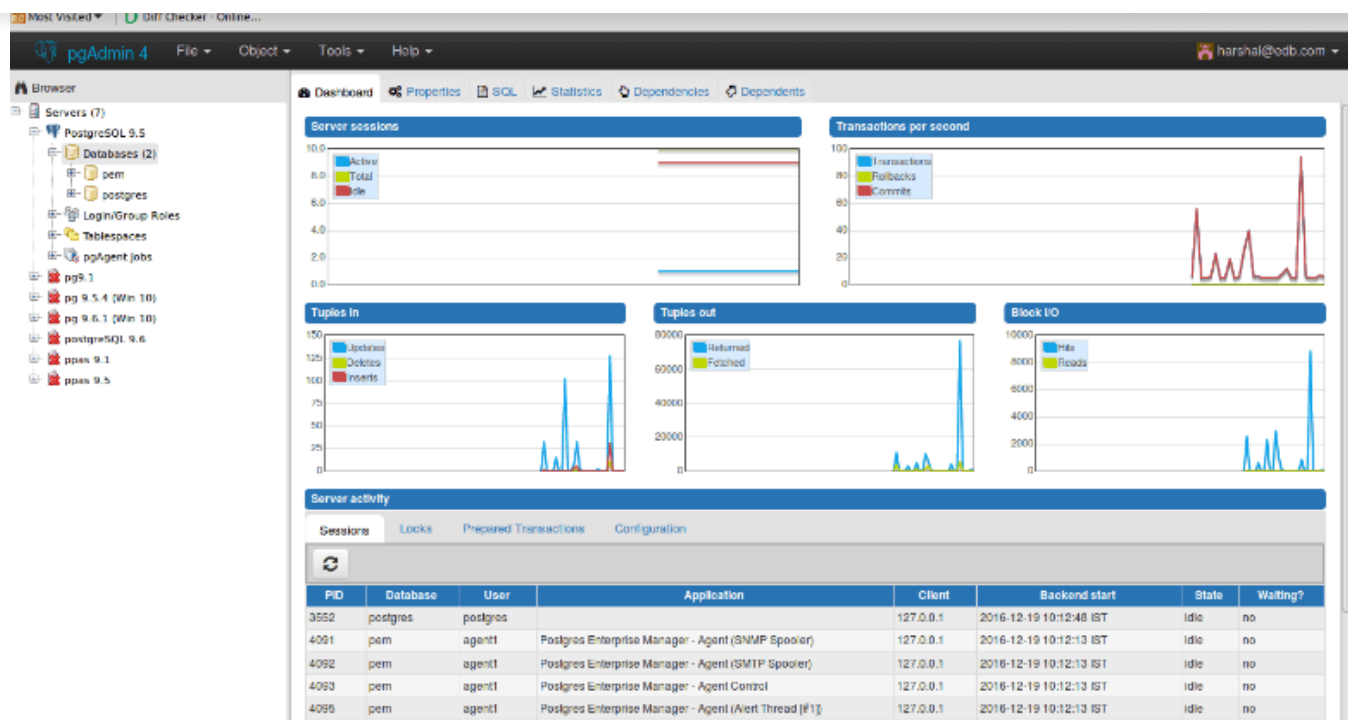 Most Visited Diff Checker - Online...
pgAdmin 4 File Object Tools Help harshal@edb.com
Browser
Servers (7)
PostgreSQL 9.5
Databases (2)
pem
postgres
Login/Group Roles
Tablespaces
pgAgent Jobs
pg9.1
pg 9.5.4 (Win 10)
pg 9.6.1 (Win 10)
postgreSQL 9.6
ppas 9.1
ppas 9.5
Dashboard Properties SQL Statistics Dependencies Dependents
Server sessions
10.0
8.0
6.0
4.0
2.0
0.0
Active
Total
Idle
Transactions per second
100
80
60
40
20
0
Transactions
Rollbacks
Commits
Tuples in
150
125
100
75
50
25
0
Updates
Deletes
Inserts
Tuples out
80000
60000
40000
20000
0
Returned
Fetched
Block I/O
10000
8000
6000
4000
2000
0
Hits
Reads
Server activity
Sessions Locks Prepared Transactions Configuration
PID Database User Application Client Backend start State Waiting?
3552 postgres postgres 127.0.0.1 2016-12-19 10:12:48 IST idle no
4091 pem agent1 Postgres Enterprise Manager - Agent (SNMP Spooler) 127.0.0.1 2016-12-19 10:12:13 IST idle no
4092 pem agent1 Postgres Enterprise Manager - Agent (SMTP Spooler) 127.0.0.1 2016-12-19 10:12:13 IST idle no
4093 pem agent1 Postgres Enterprise Manager - Agent Control 127.0.0.1 2016-12-19 10:12:13 IST idle no
4095 pem agent1 Postgres Enterprise Manager - Agent (Alert Thread [#1]) 127.0.0.1 2016-12-19 10:12:13 IST idle no